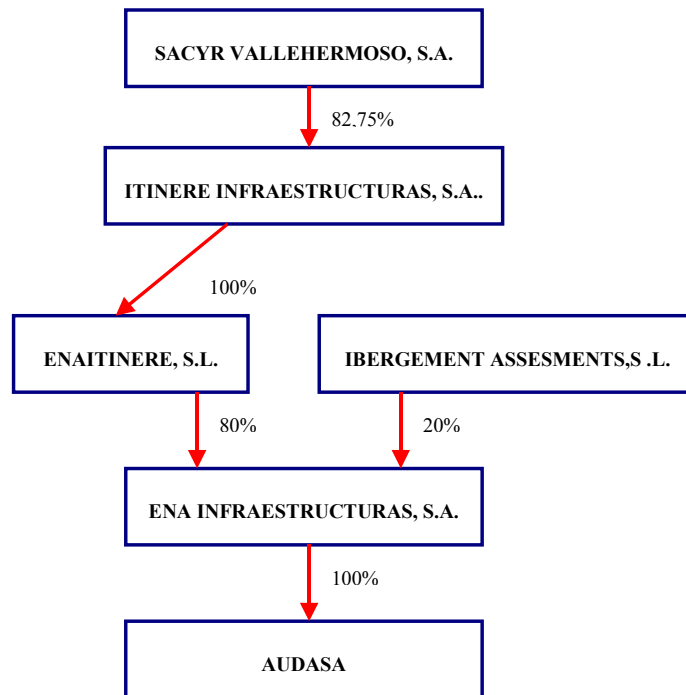 SACYR VALLEHERMOSO, S.A.
82,75%
ITINERE INFRAESTRUCTURAS, S.A..
100%
ENAITINERE, S.L.
IBERGEMENT ASSESMENTS,S .L.
80%
20%
ENA INFRAESTRUCTURAS, S.A.
100%
AUDASA